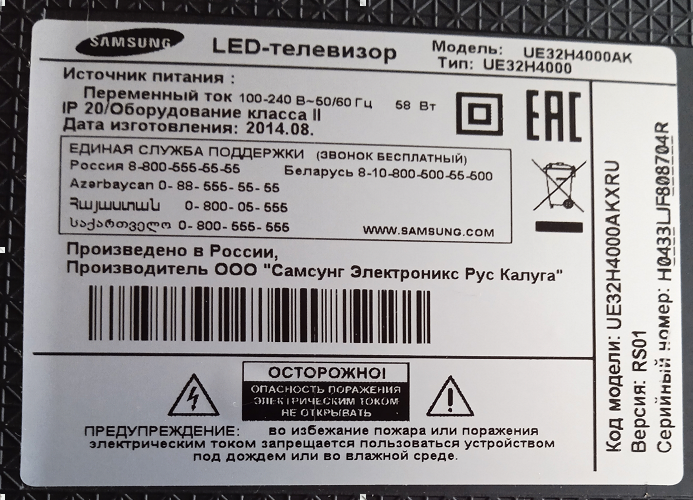 SAMSUNG
LED-телевизор
Модель: UE32H4000AK
Тип: UE32H4000
Источник питания :
Переменный ток 100-240 В~50/60 Гц 58 Вт
IP 20/Оборудование класса II
Дата изготовления: 2014.08.
EAC
ЕДИНАЯ СЛУЖБА ПОДДЕРЖКИ (ЗВОНОК БЕСПЛАТНЫЙ)
Россия 8-800-555-55-55 Беларусь 8-10-800-500-55-500
Azərbaycan 0- 88- 555- 55- 55
Հայաստան 0- 800- 05- 555
საქართველო 0- 800- 555- 555
WWW.SAMSUNG.COM
Произведено в России,
Производитель ООО "Самсунг Электроникс Рус Калуга"
ОСТОРОЖНО!
ОПАСНОСТЬ ПОРАЖЕНИЯ
ЭЛЕКТРИЧЕСКИМ ТОКОМ
НЕ ОТКРЫВАТЬ
ПРЕДУПРЕЖДЕНИЕ: во избежание пожара или поражения
электрическим током запрещается пользоваться устройством
под дождем или во влажной среде.
Код модели: UE32H4000AKXRU
Версия: RS01
Серийный номер: